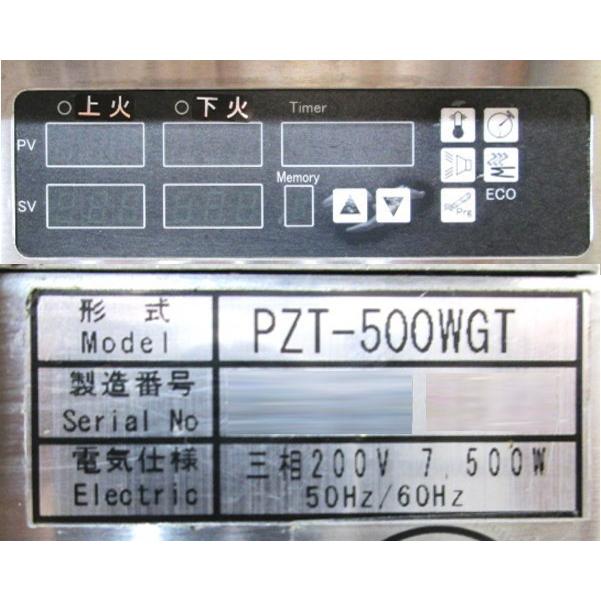 上火 下火 Timer
PV
Memory
SV
ECO
Prg
形式 PZT-500WGT
Model
製造番号
Serial No
電気仕様 三相200V 7,500W
Electric 50Hz/60Hz